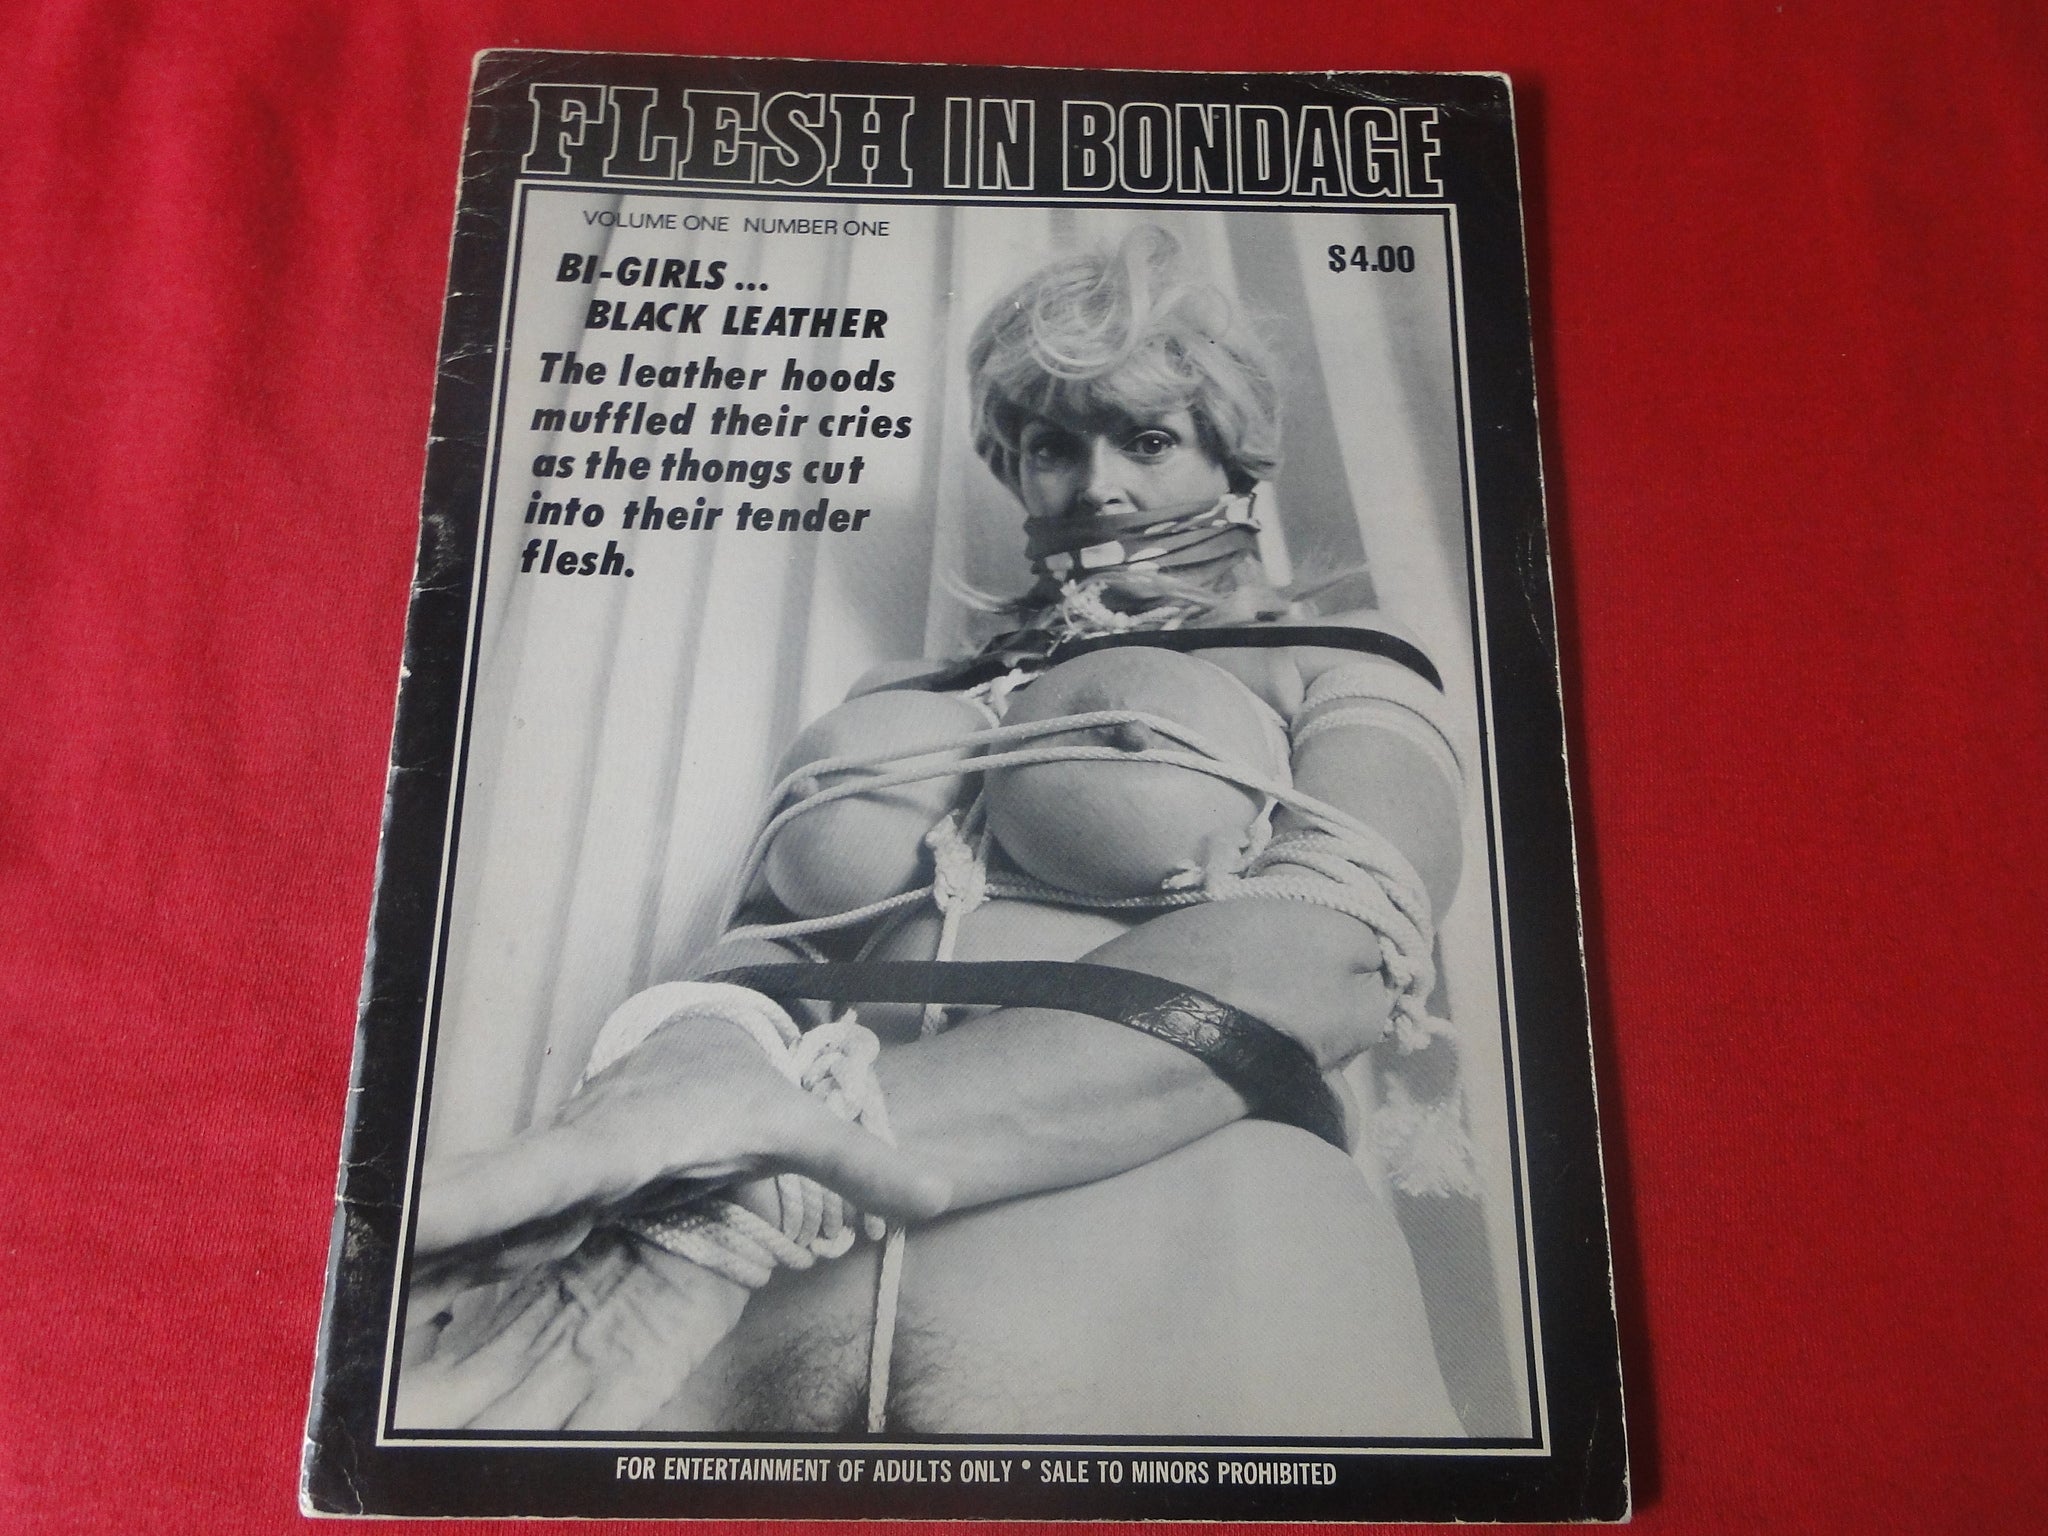 FLESH IN BONDAGE
VOLUME ONE NUMBER ONE
$4.00
BI-GIRLS...
BLACK LEATHER
The leather hoods
muffled their cries
as the thongs cut
into their tender
flesh.
FOR ENTERTAINMENT OF ADULTS ONLY • SALE TO MINORS PROHIBITED